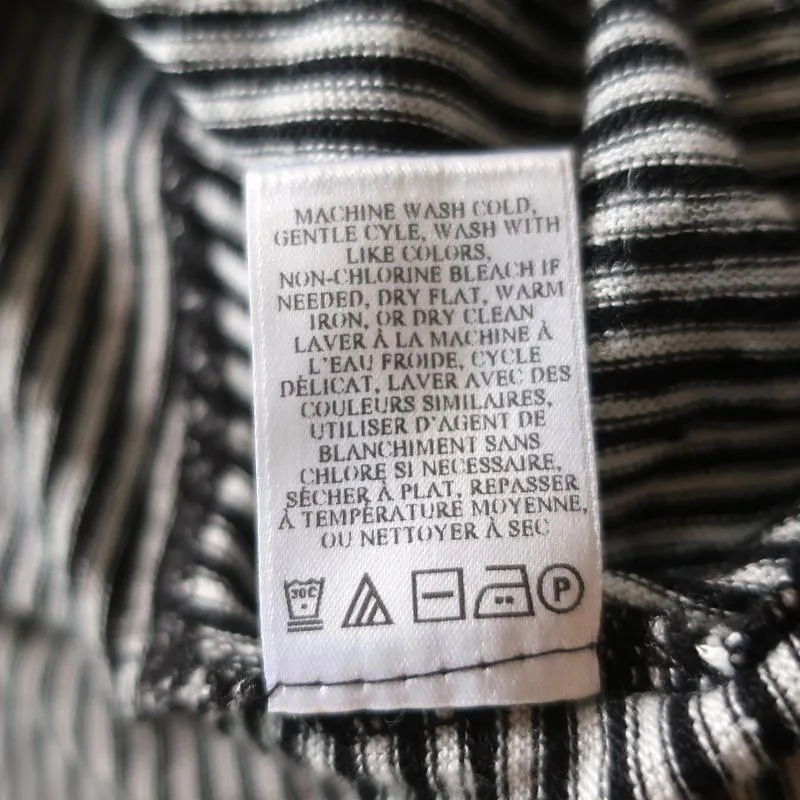 MACHINE WASH COLD,
GENTLE CYLE, WASH WITH
LIKE COLORS,
NON-CHLORINE BLEACH IF
NEEDED, DRY FLAT, WARM
IRON, OR DRY CLEAN
LAVER À LA MACHINE À
L'EAU FROIDE, CYCLE
DÉLICAT, LAVER AVEC DES
COULEURS SIMILAIRES,
UTILISER D'AGENT DE
BLANCHIMENT SANS
CHLORE SI NECESSAIRE,
SÉCHER À PLAT, REPASSER
À TEMPÉRATURE MOYENNE,
OU NETTOYER À SEC
30C P